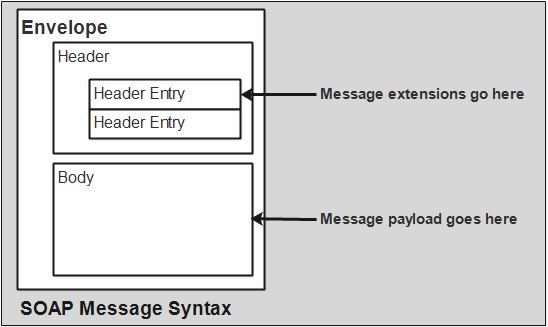 Envelope
Header
Header Entry
Message extensions go here
Header Entry
Body
Message payload goes here
SOAP Message Syntax